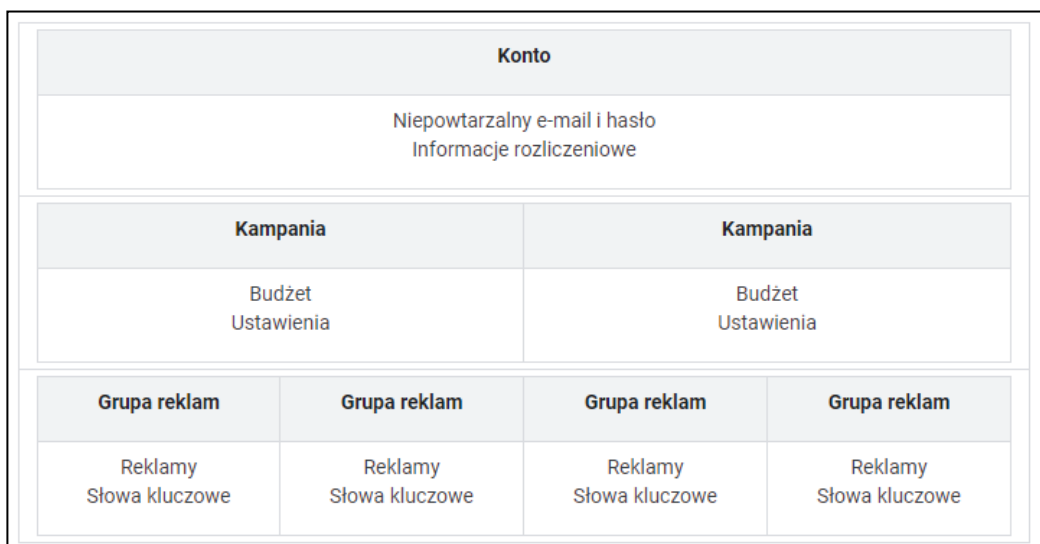 Konto
Niepowtarzalny e-mail i hasło
Informacje rozliczeniowe
Kampania Kampania
Budżet Budżet
Ustawienia Ustawienia
Grupa reklam Grupa reklam Grupa reklam Grupa reklam
Reklamy Reklamy Reklamy Reklamy
Słowa kluczowe Słowa kluczowe Słowa kluczowe Słowa kluczowe